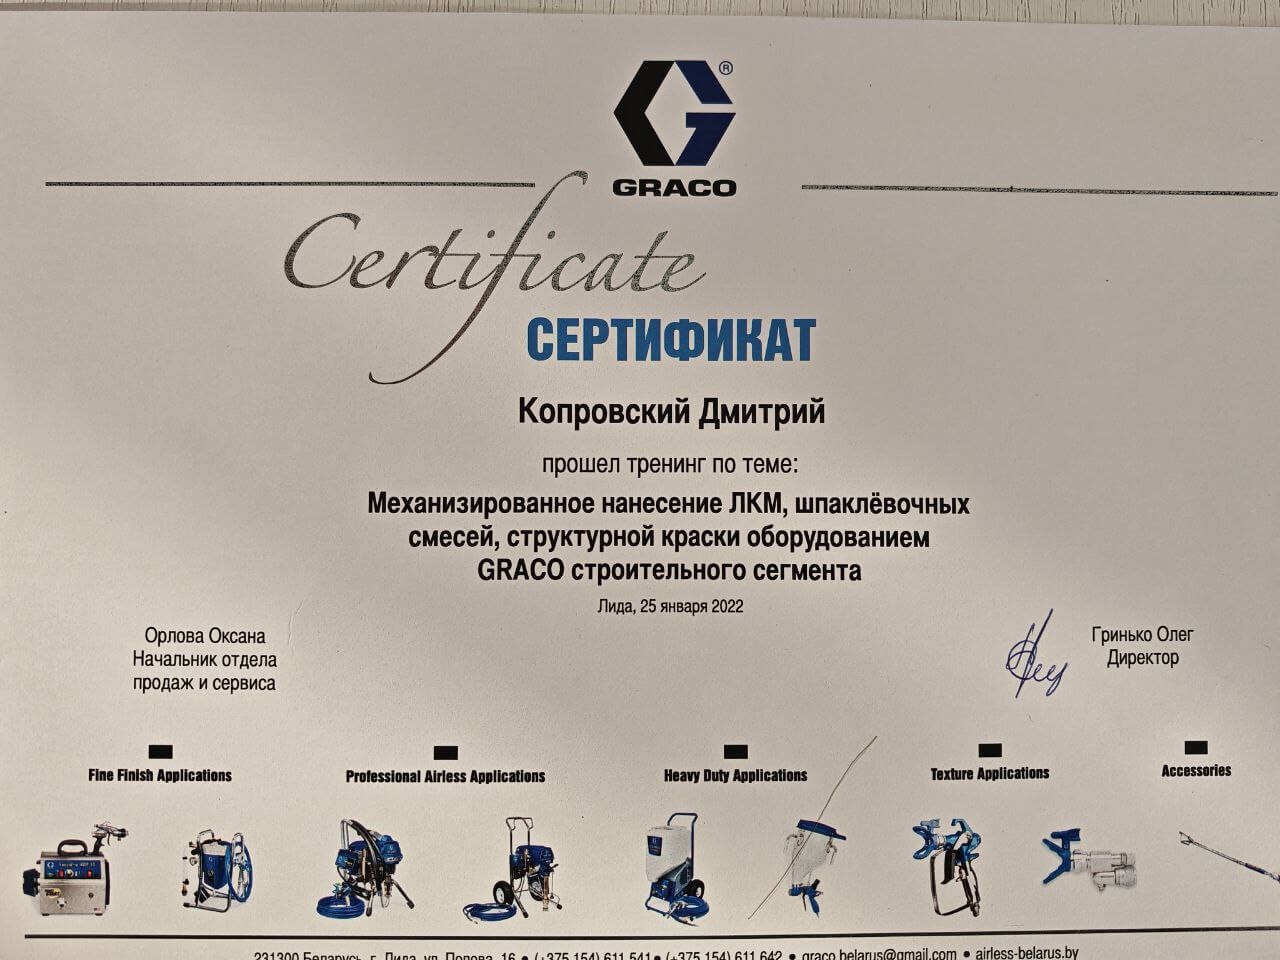 ®
GRACO
Certificate
СЕРТИФИКАТ
Копровский Дмитрий
прошел тренинг по теме:
Механизированное нанесение ЛКМ, шпаклёвочных
смесей, структурной краски оборудованием
GRACO строительного сегмента
Лида, 25 января 2022
Орлова Оксана
Начальник отдела
продаж и сервиса
Гринько Олег
Директор
Fine Finish Applications
Professional Airless Applications
Heavy Duty Applications
Texture Applications
Accessories
231300 Беларусь, г. Лида, ул. Попова, 16 • (+375 154) 611 541 • (+375 154) 611 642 • graco.belarus@gmail.com • airless-belarus.by